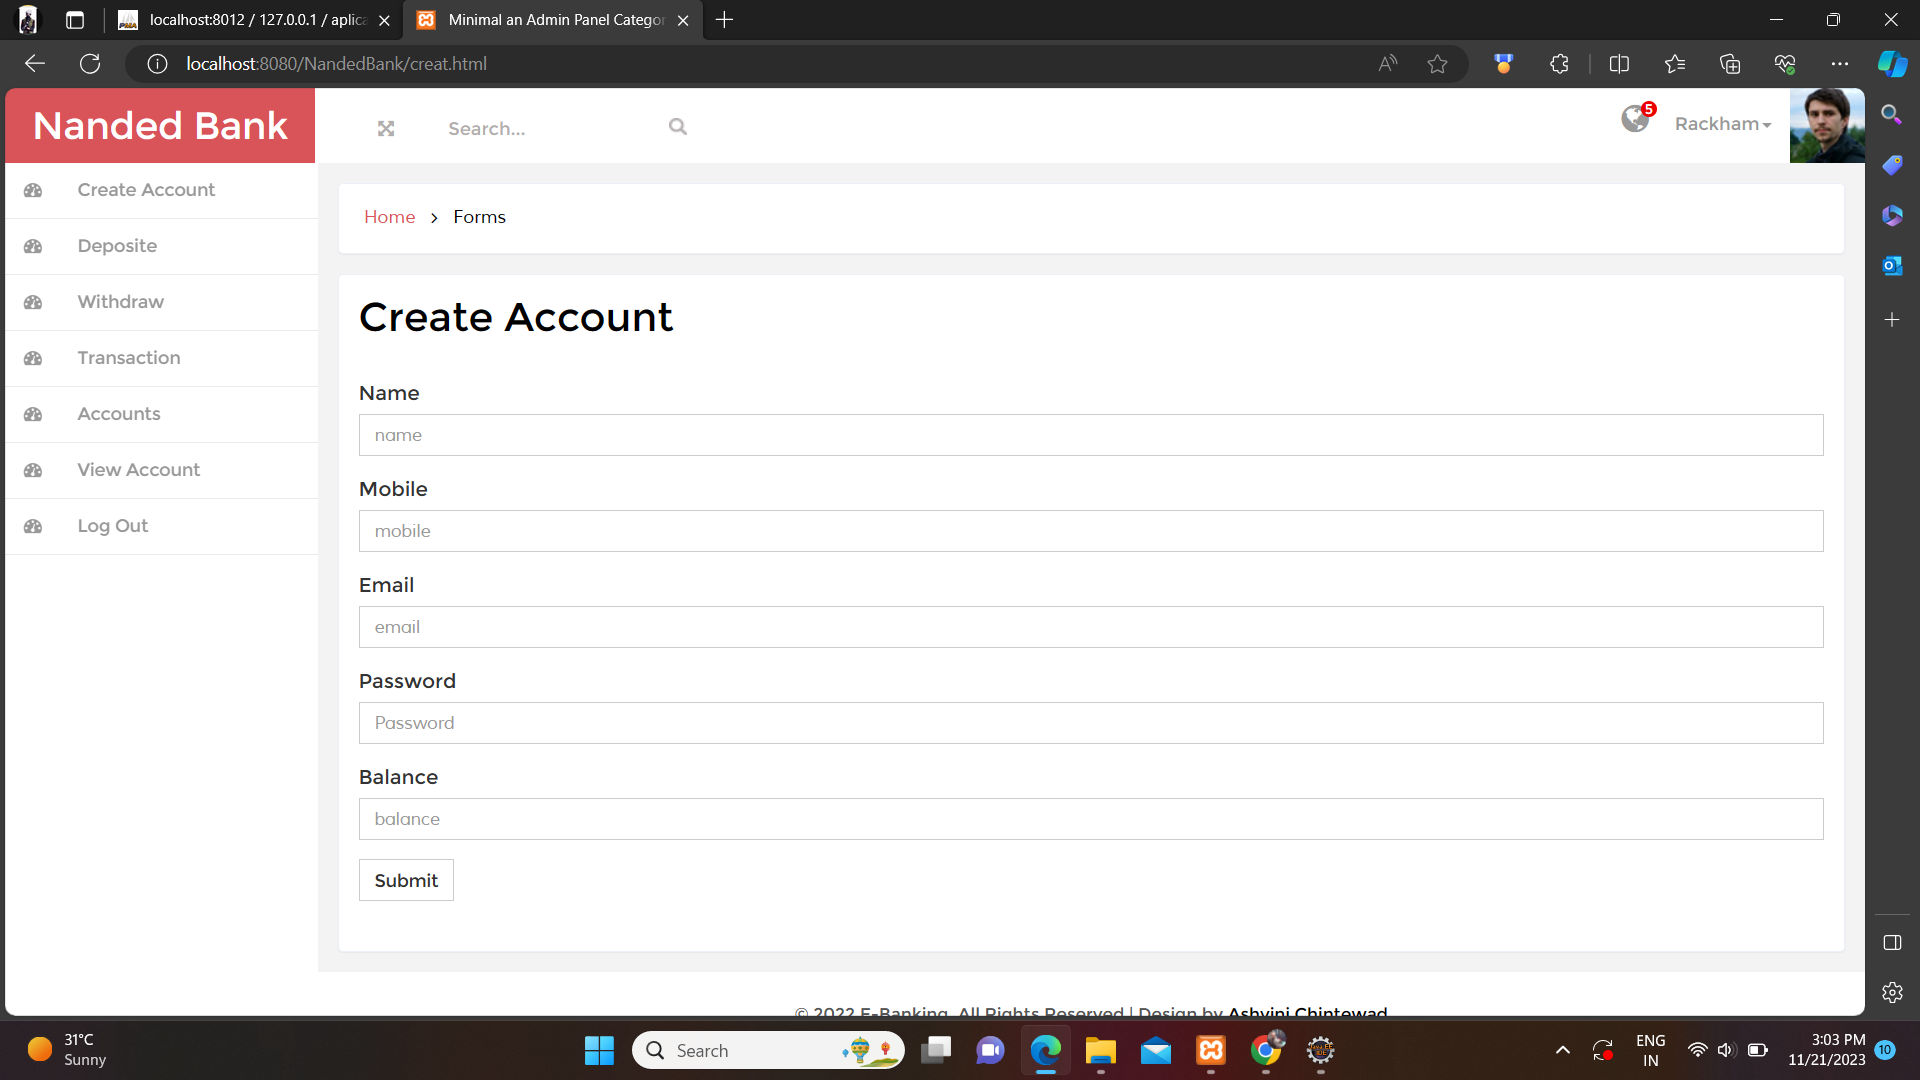 localhost:8012 / 127.0.0.1 / aplica
Minimal an Admin Panel Categor
localhost:8080/NandedBank/creat.html
Nanded Bank
Search...
5
Rackham
Create Account
Deposite
Withdraw
Transaction
Accounts
View Account
Log Out
Home > Forms
Create Account
Name
name
Mobile
mobile
Email
email
Password
Password
Balance
balance
Submit
© 2022 E-Banking. All Rights Reserved | Design by Ashvini Chintewad
31°C
Sunny
Search
ENG
IN
3:03 PM
11/21/2023
10